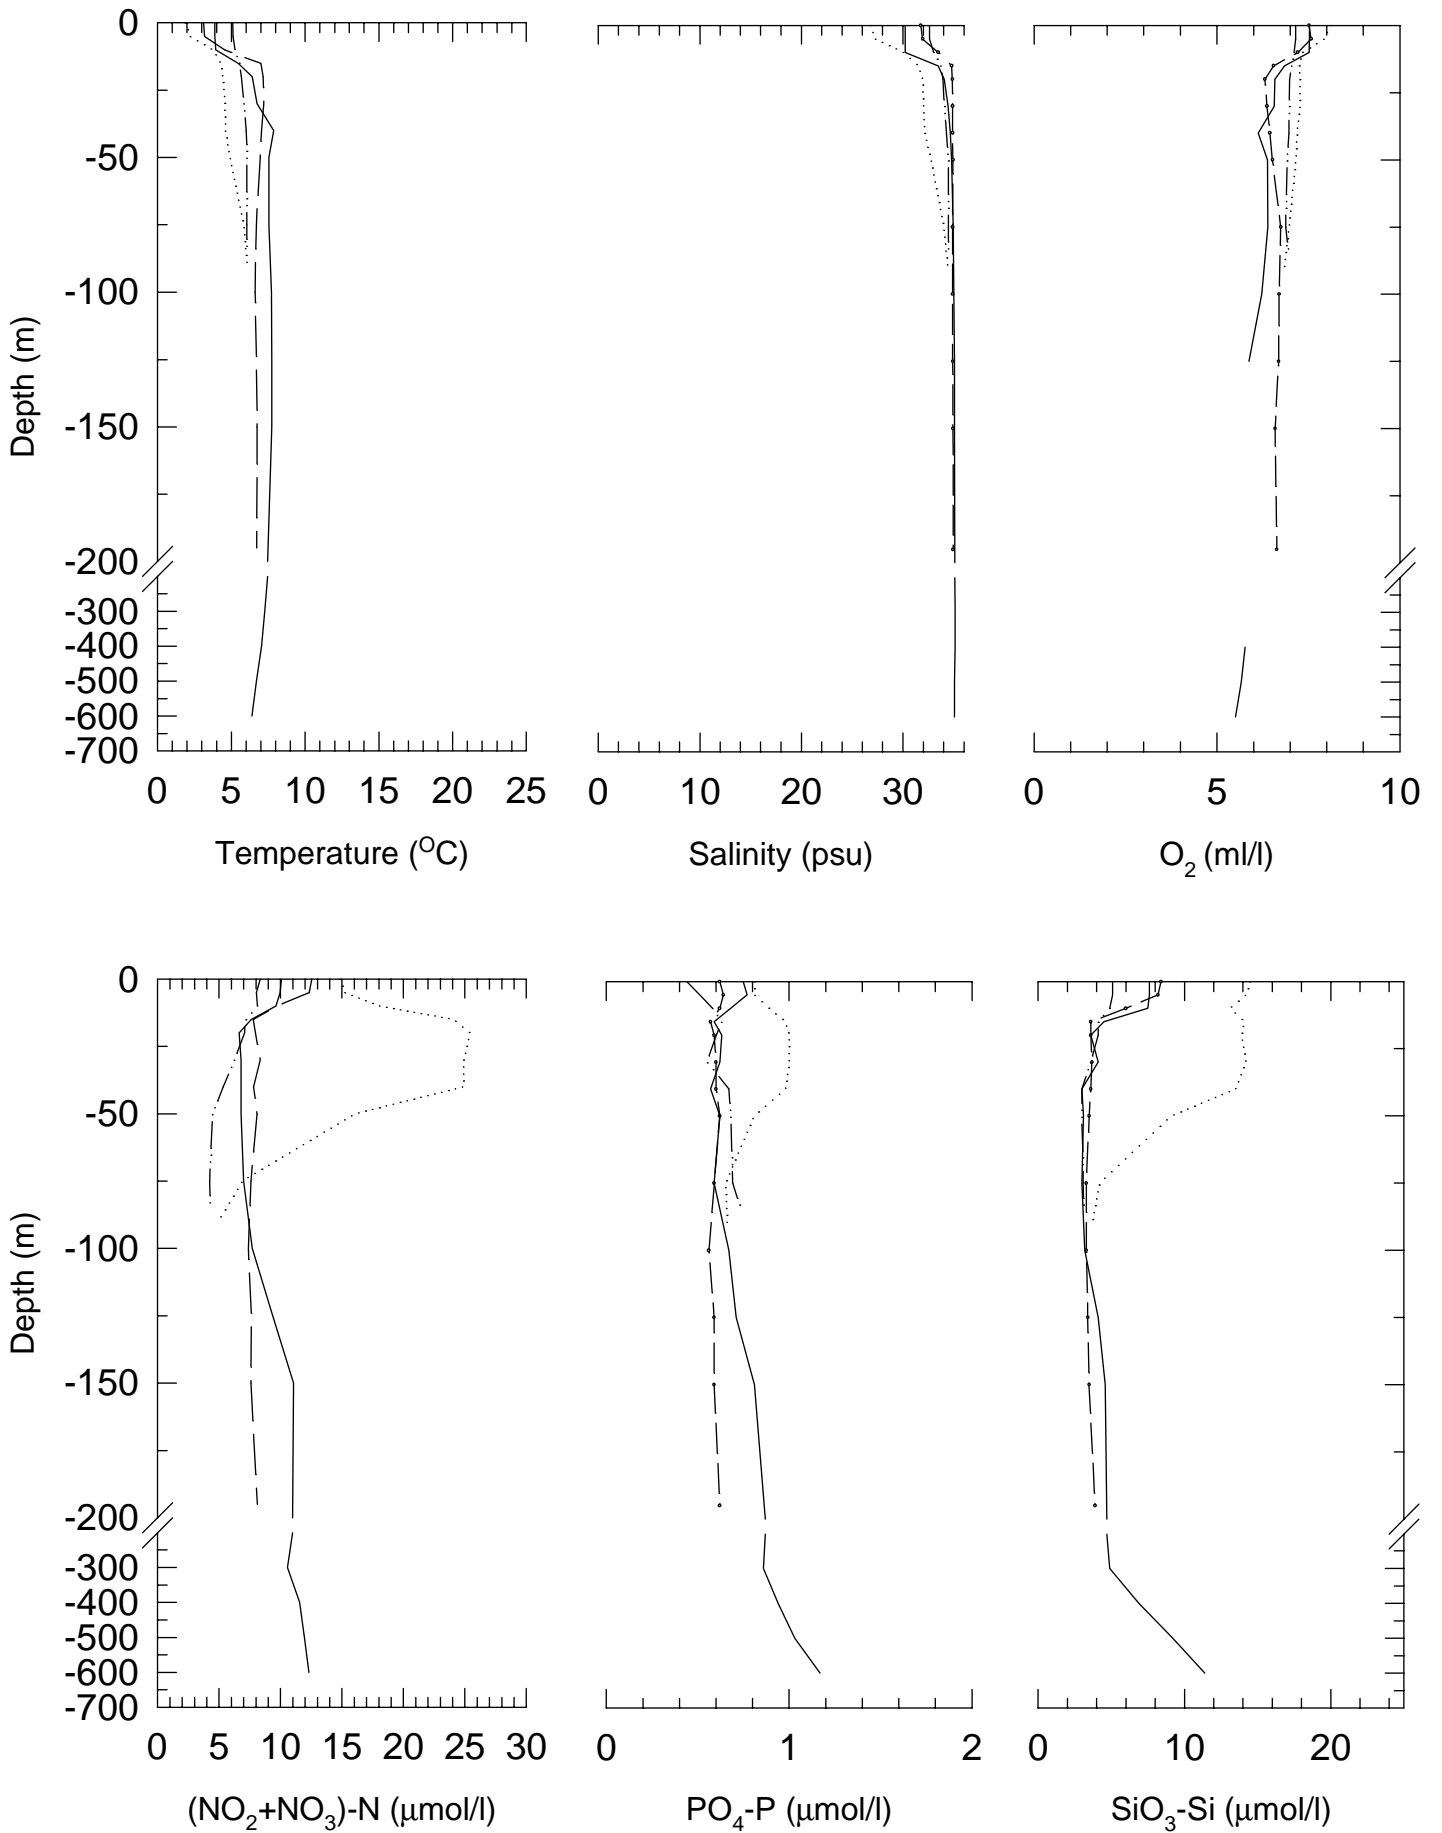 0
-50
-100
-150
-200
-300
-400
-500
-600
-700
Depth (m)
0 5 10 15 20 25
Temperature (°C)
0 10 20 30
Salinity (psu)
0 5 10
O2 (ml/l)
0
-50
-100
-150
-200
-300
-400
-500
-600
-700
Depth (m)
0 5 10 15 20 25 30
(NO2+NO3)-N (μmol/l)
0 1 2
PO4-P (μmol/l)
0 10 20
SiO3-Si (μmol/l)